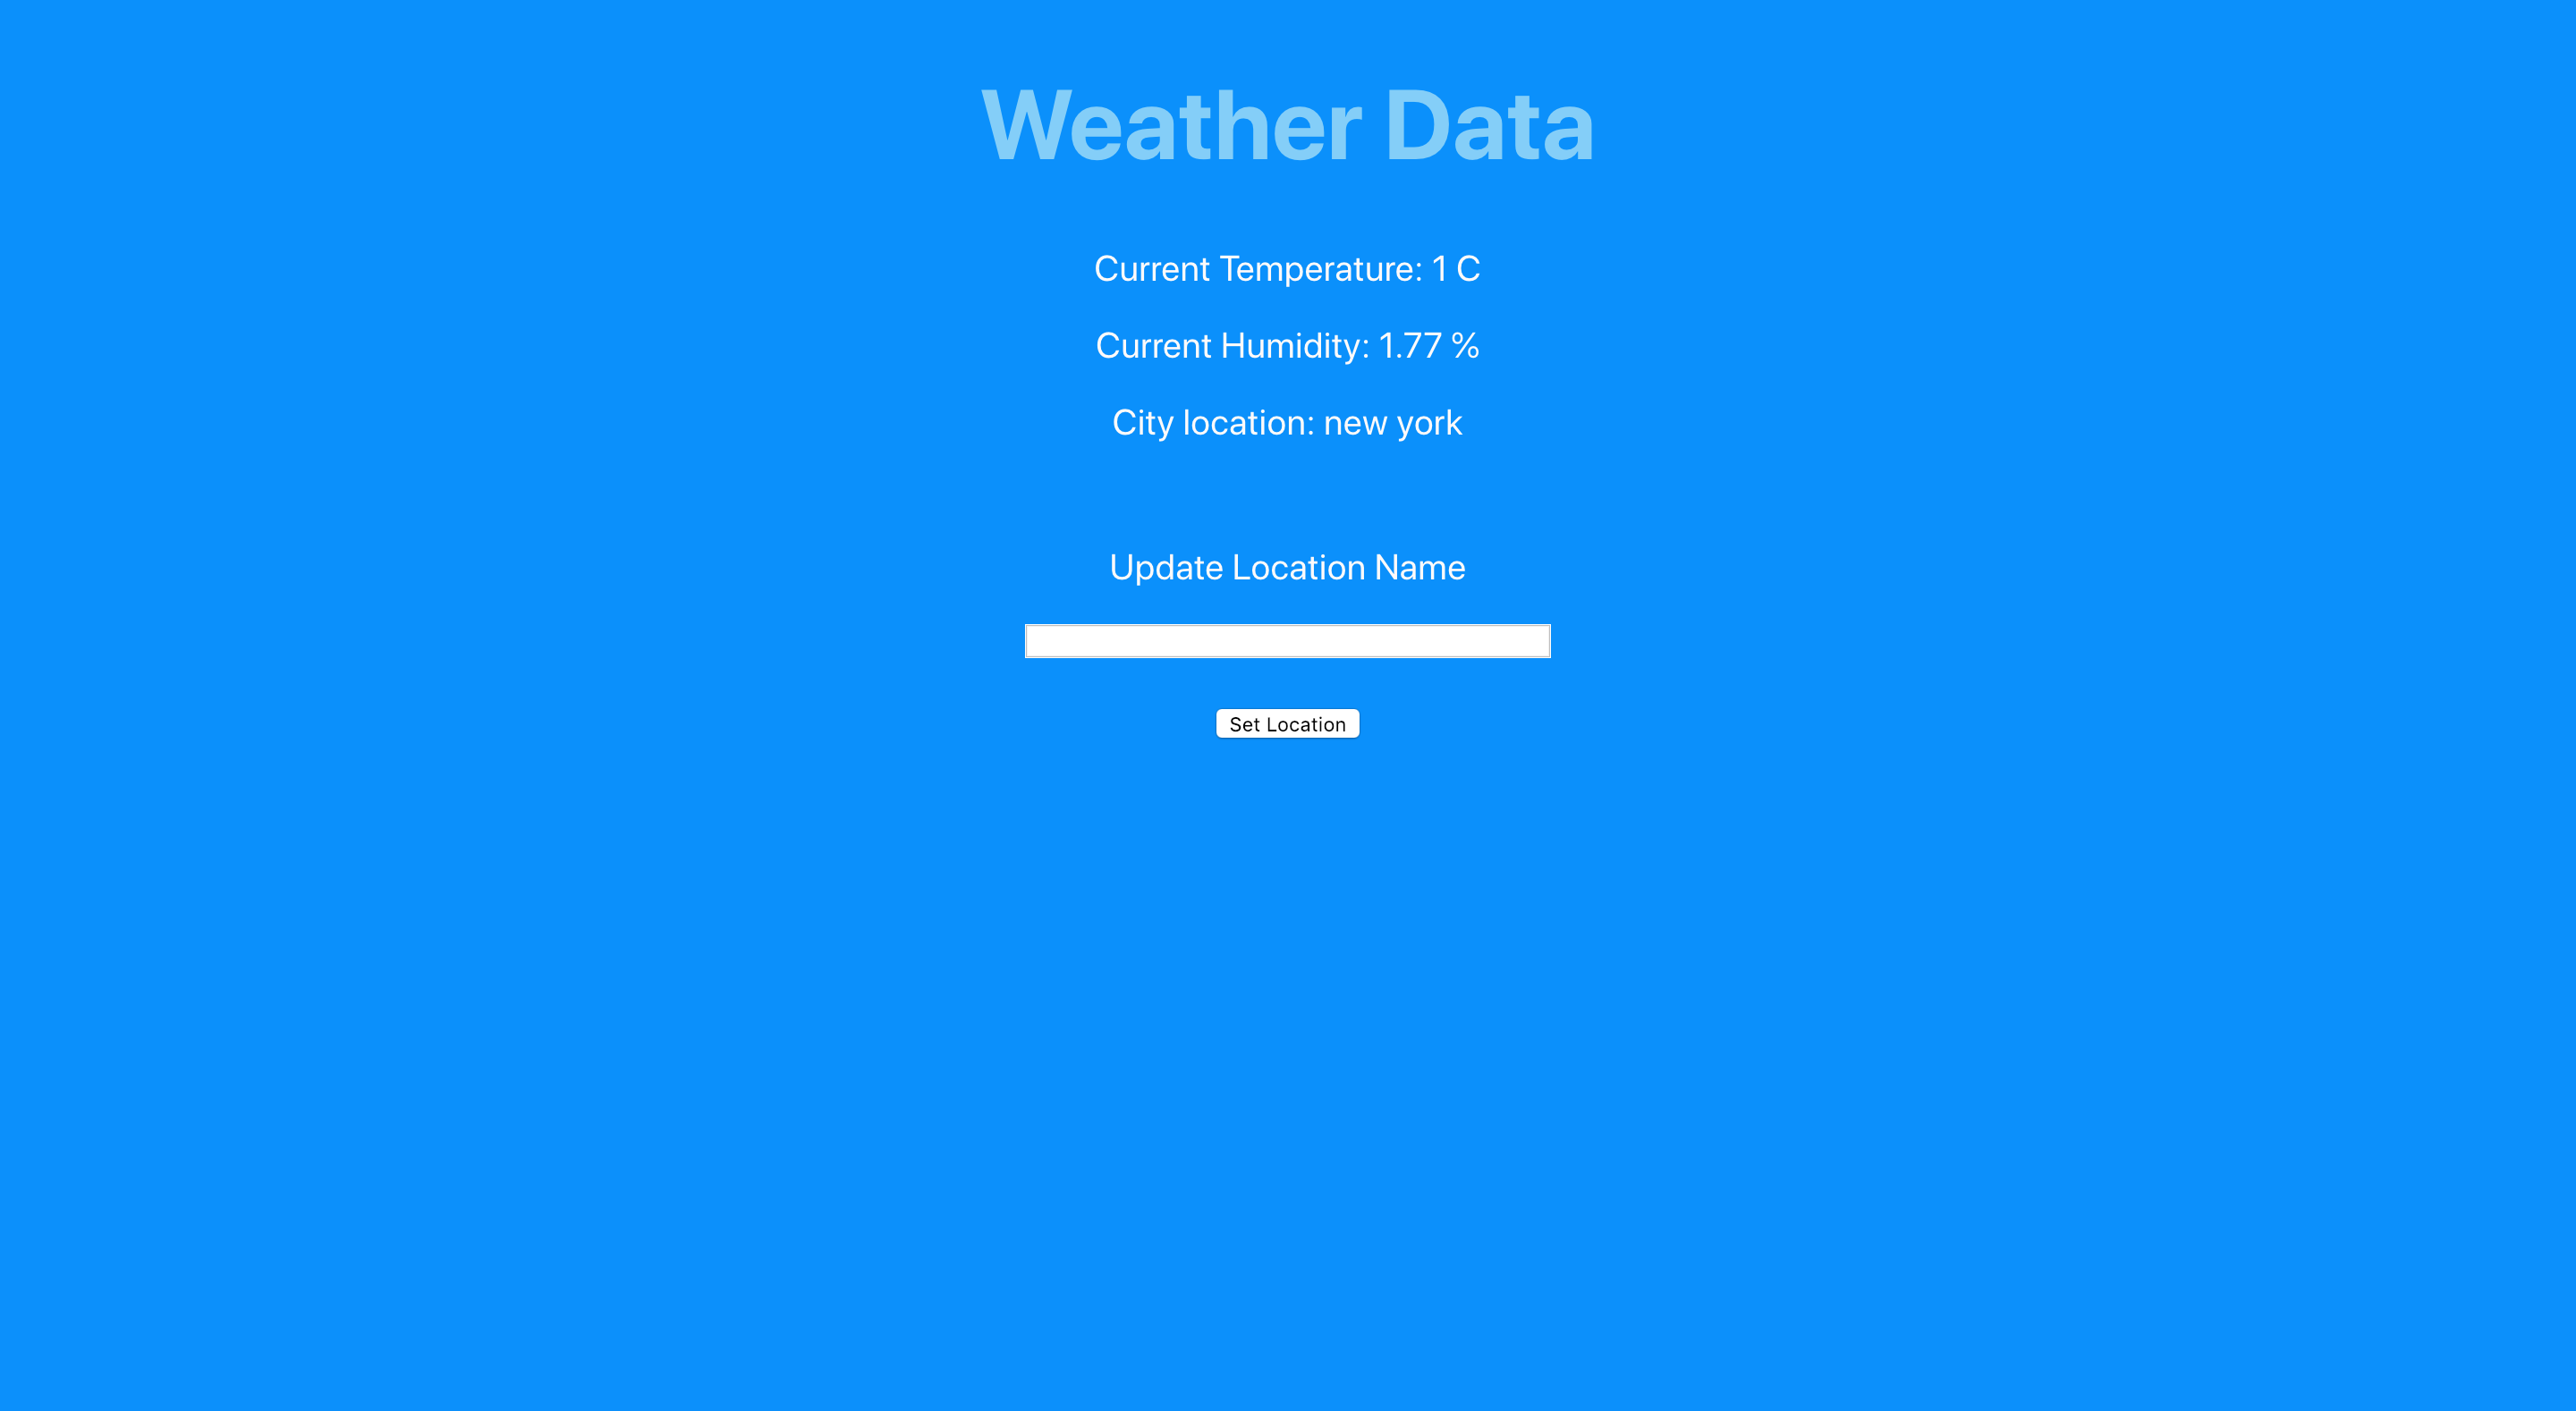 Weather Data
Current Temperature: 1 C
Current Humidity: 1.77 %
City location: new york
Update Location Name
Set Location